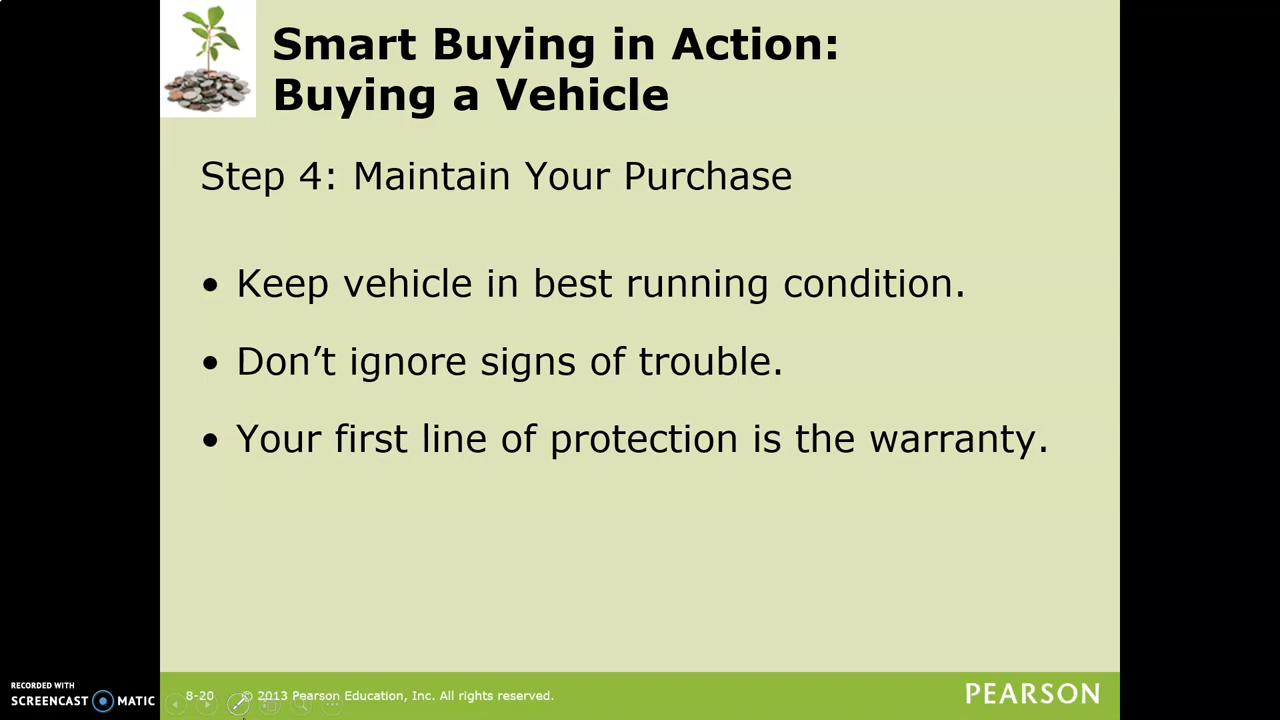 Smart Buying in Action:
Buying a Vehicle
Step 4: Maintain Your Purchase
• Keep vehicle in best running condition.
• Don’t ignore signs of trouble.
• Your first line of protection is the warranty.
RECORDED WITH
SCREENCAST MATIC
8-20 © 2013 Pearson Education, Inc. All rights reserved.
PEARSON